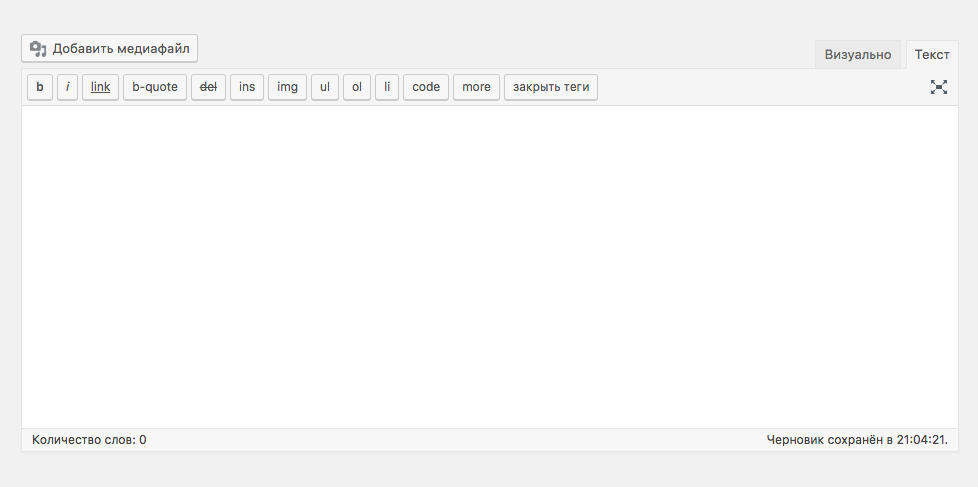 Добавить медиафайл
Визуально Текст
b i link b-quote del ins img ul ol li code more закрыть теги
Количество слов: 0 Черновик сохранён в 21:04:21.